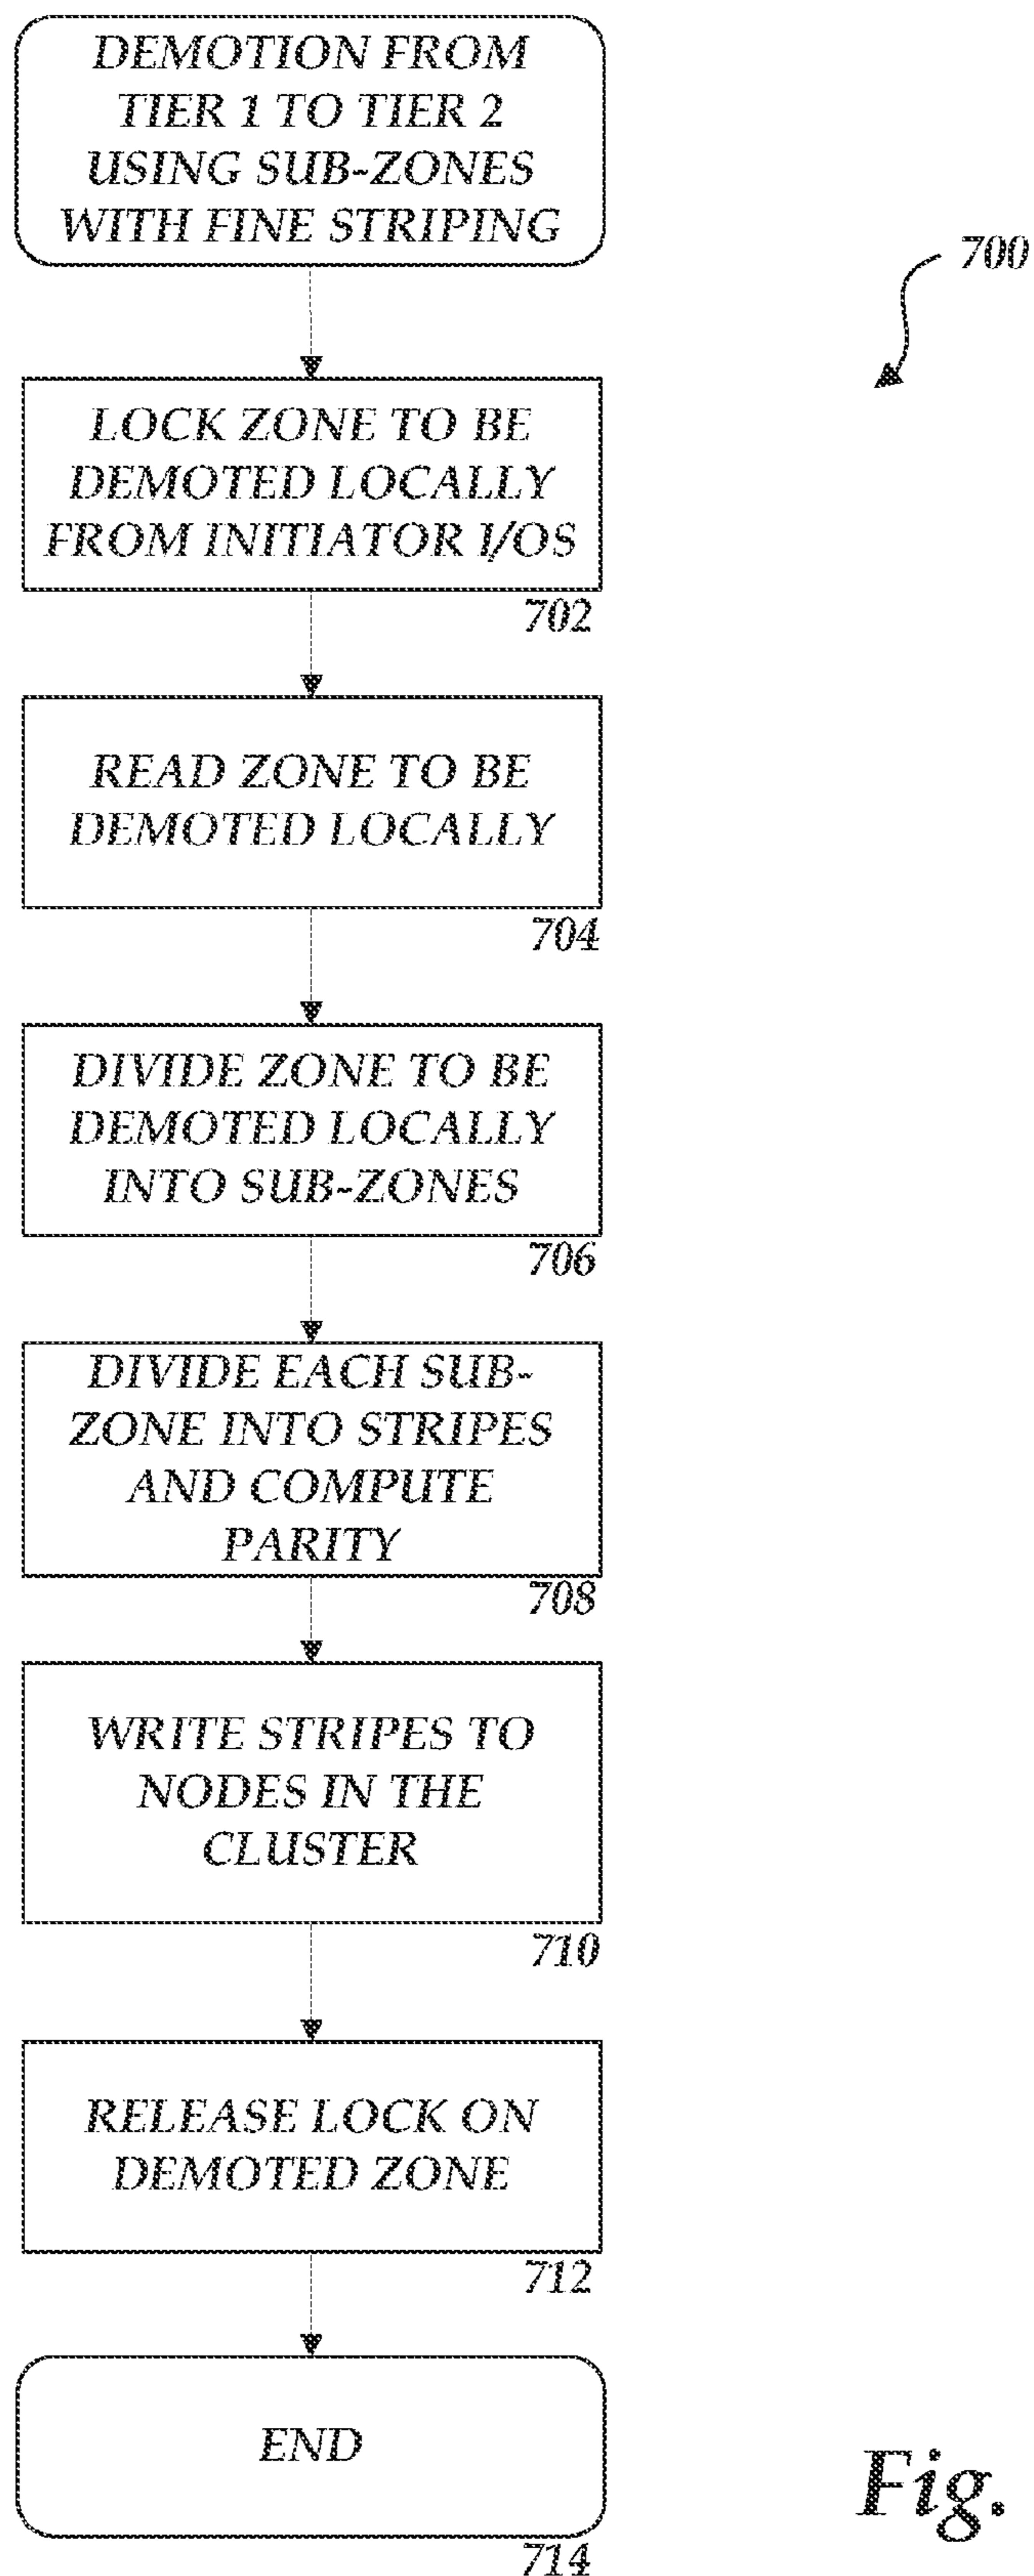 DEMOTION FROM
TIER 1 TO TIER 2
USING SUB-ZONES
WITH FINE STRIPING
700
LOCK ZONE TO BE
DEMOTED LOCALLY
FROM INITIATOR I/OS
702
READ ZONE TO BE
DEMOTED LOCALLY
704
DIVIDE ZONE TO BE
DEMOTED LOCALLY
INTO SUB-ZONES
706
DIVIDE EACH SUB-
ZONE INTO STRIPES
AND COMPUTE
PARITY
708
WRITE STRIPES TO
NODES IN THE
CLUSTER
710
RELEASE LOCK ON
DEMOTED ZONE
712
END
714
Fig.